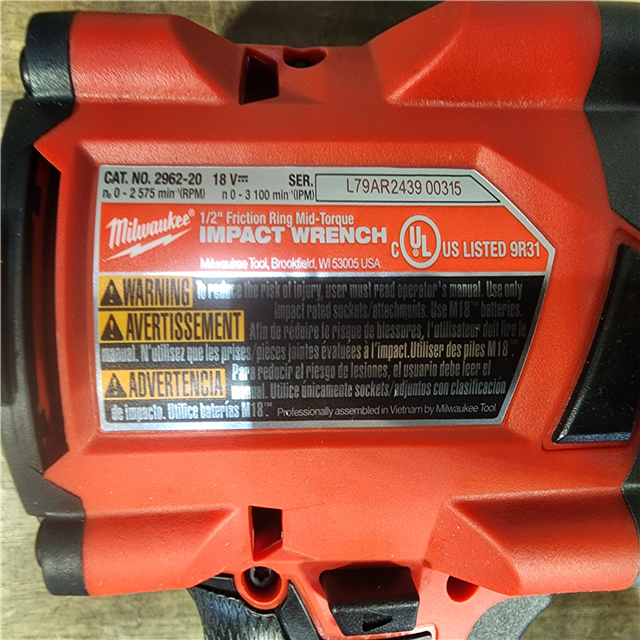 CAT. NO. 2962-20 18 V⎓ SER. L79AR2439 00315
n₀ 0 - 2 575 min⁻¹(RPM) n 0 - 3 100 min⁻¹(IPM)
Milwaukee
1/2" Friction Ring Mid-Torque
IMPACT WRENCH
Milwaukee Tool, Brookfield, WI 53005 USA
C UL US LISTED 9R31
WARNING To reduce the risk of injury, user must read operator's manual. Use only
impact rated sockets/attachments. Use M18™ batteries.
AVERTISSEMENT Afin de réduire le risque de blessures, l'utilisateur doit lire le
manuel. N'utilisez que les prises/pièces jointes évaluées à l'impact. Utiliser des piles M18™.
ADVERTENCIA Para reducir el riesgo de lesiones, el usuario debe leer el
manual. Utilice únicamente sockets/adjuntos con clasificación
de impacto. Utilice baterías M18™.
Professionally assembled in Vietnam by Milwaukee Tool